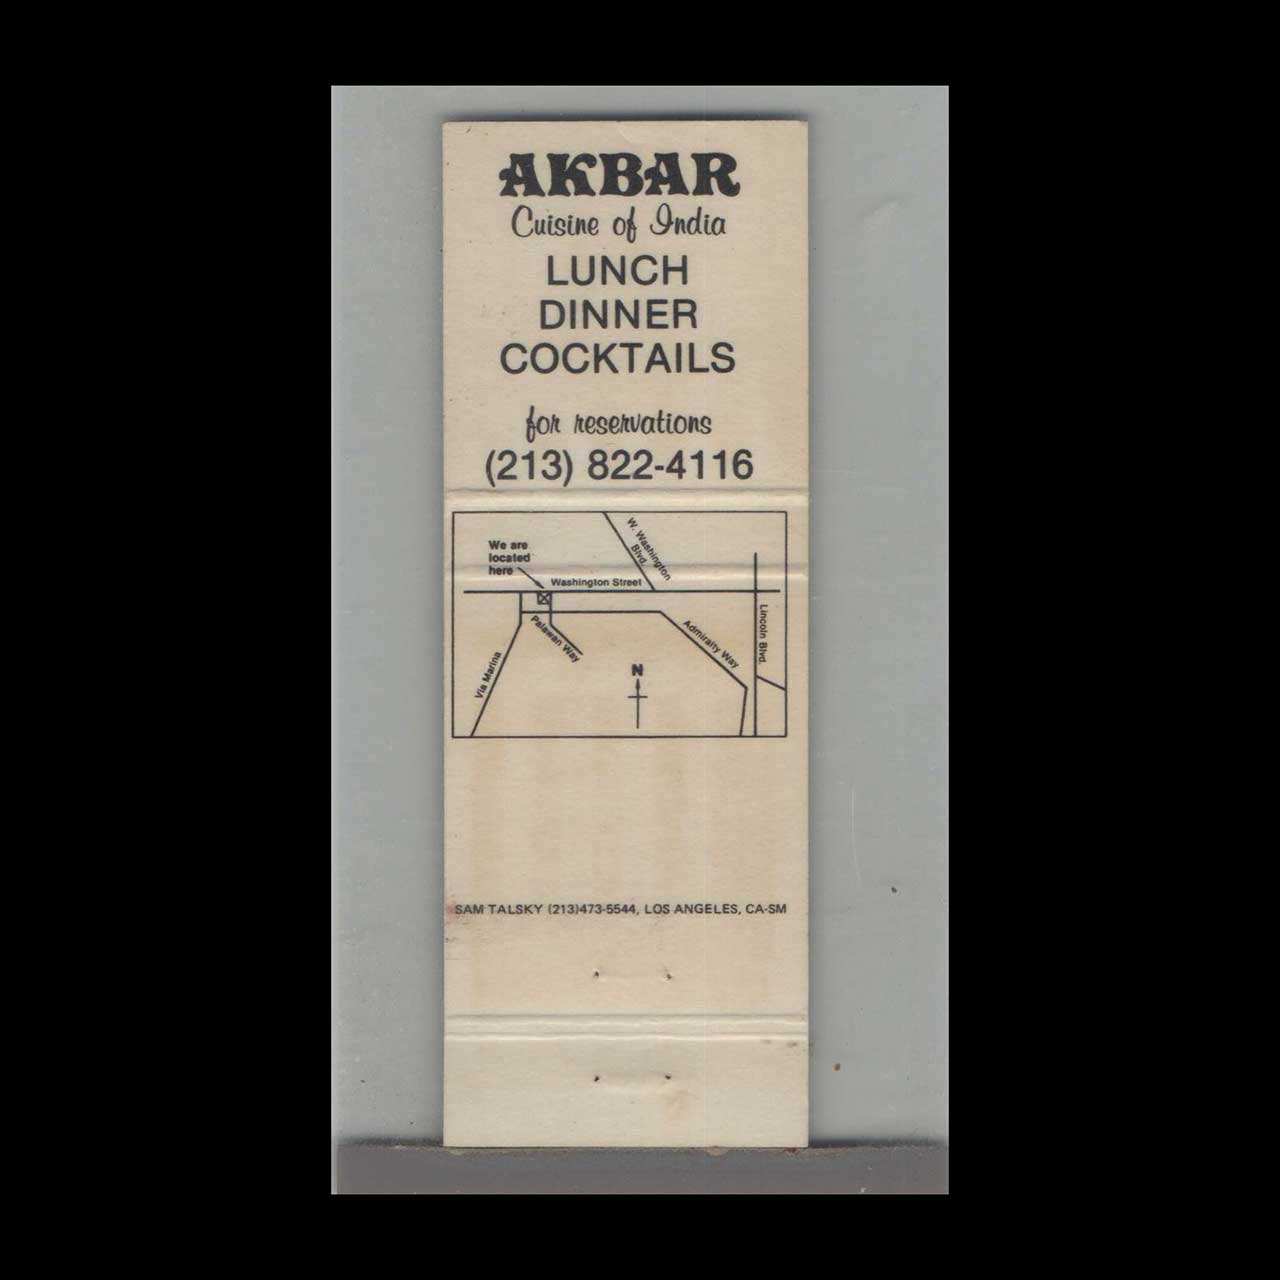 AKBAR
Cuisine of India
LUNCH
DINNER
COCKTAILS
for reservations
(213) 822-4116
W. Washington
Blvd.
We are
located
here
Washington Street
Lincoln Blvd.
Palawan Way
Admiralty Way
Via Marina
N
SAM TALSKY (213)473-5544, LOS ANGELES, CA-SM